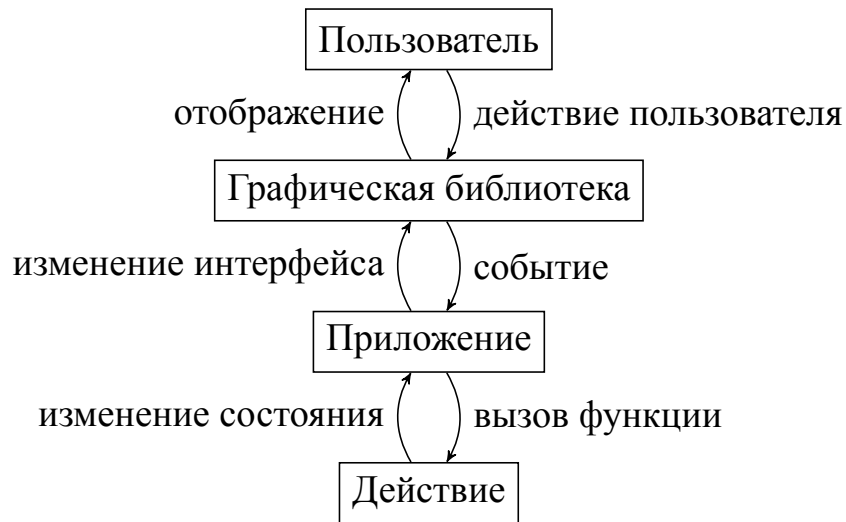 Пользователь
отображение
действие пользователя
Графическая библиотека
изменение интерфейса
событие
Приложение
изменение состояния
вызов функции
Действие